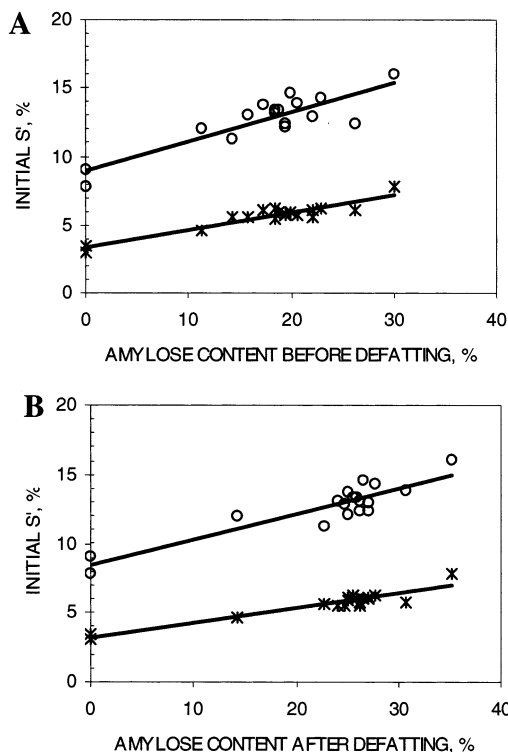 A
INITIAL S', %
20
15
10
5
0
0 10 20 30 40
AMYLOSE CONTENT BEFORE DEFATTING, %
B
INITIAL S', %
20
15
10
5
0
0 10 20 30 40
AMYLOSE CONTENT AFTER DEFATTING, %